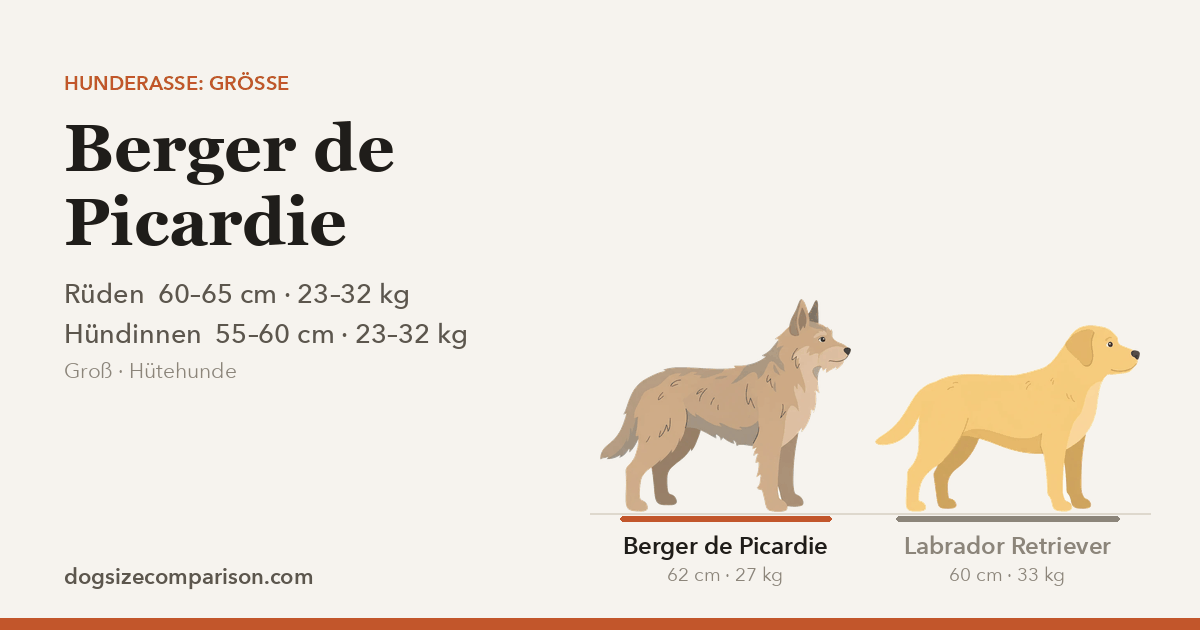 HUNDERASSE: GRÖSSE
Berger de
Picardie
Rüden 60–65 cm · 23–32 kg
Hündinnen 55–60 cm · 23–32 kg
Groß · Hütehunde
Berger de Picardie
62 cm · 27 kg
Labrador Retriever
60 cm · 33 kg
dogsizecomparison.com